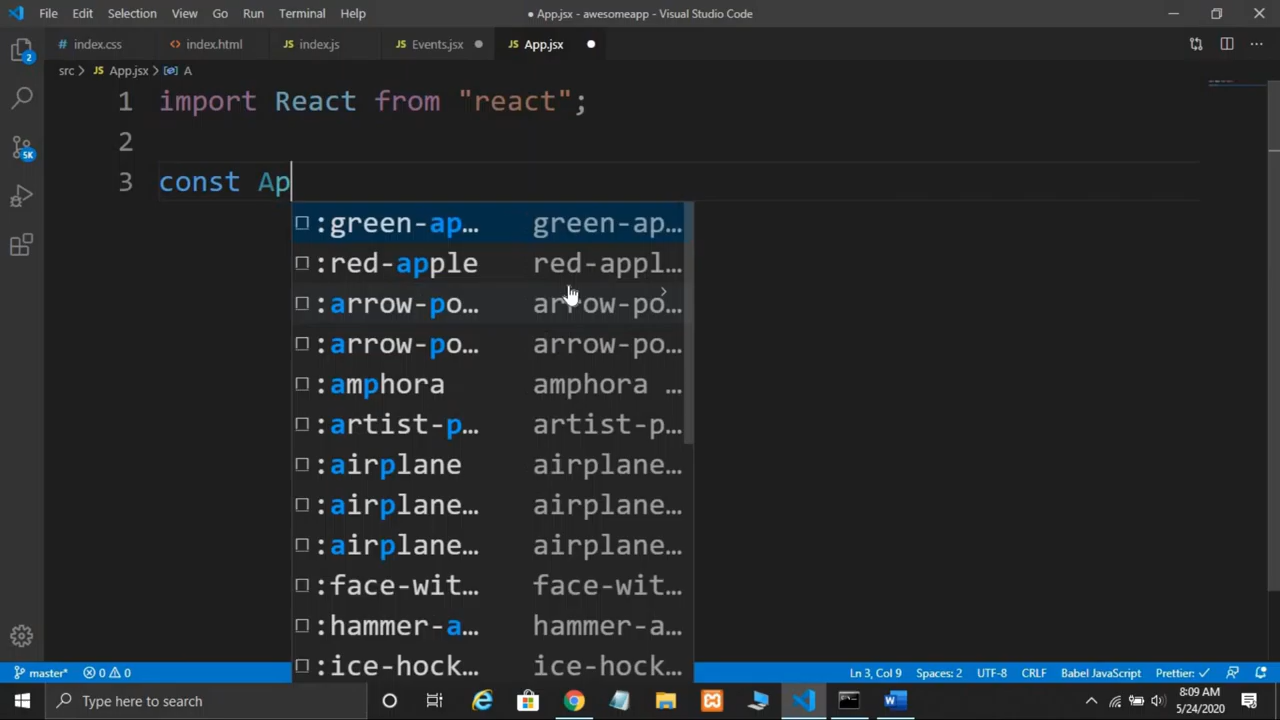 File Edit Selection View Go Run Terminal Help
● App.jsx - awesomeapp - Visual Studio Code
index.css
index.html
JS index.js
JS Events.jsx
JS App.jsx
2
src > JS App.jsx > A
1 import React from "react";
2
5K
3 const Ap
:green-ap… green-ap…
:red-apple red-appl…
:arrow-po… arrow-po…
:arrow-po… arrow-po…
:amphora amphora …
:artist-p… artist-p…
:airplane airplane…
:airplane… airplane…
:airplane… airplane…
:face-wit… face-wit…
:hammer-a… hammer-a…
:ice-hock… ice-hock…
master* 0 0 Ln 3, Col 9 Spaces: 2 UTF-8 CRLF Babel JavaScript Prettier: ✓
Type here to search
8:09 AM
5/24/2020